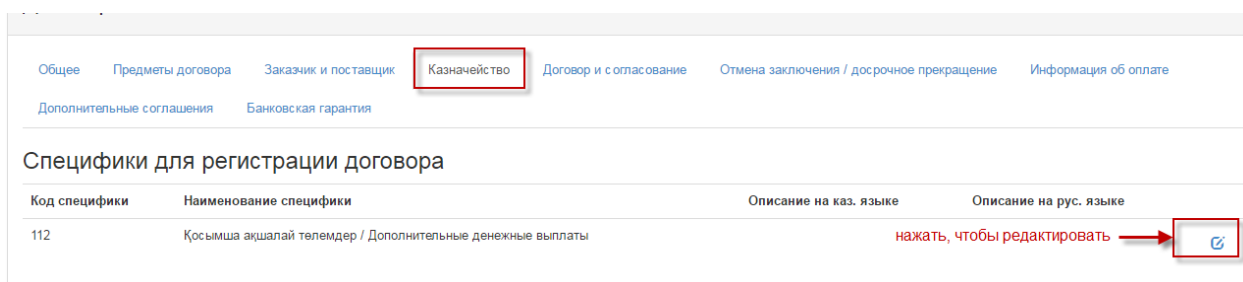 Общее Предметы договора Заказчик и поставщик Казначейство Договор и согласование Отмена заключения / досрочное прекращение Информация об оплате
Дополнительные соглашения Банковская гарантия
Специфики для регистрации договора
Код специфики Наименование специфики Описание на каз. языке Описание на рус. языке
112 Қосымша ақшалай төлемдер / Дополнительные денежные выплаты нажать, чтобы редактировать